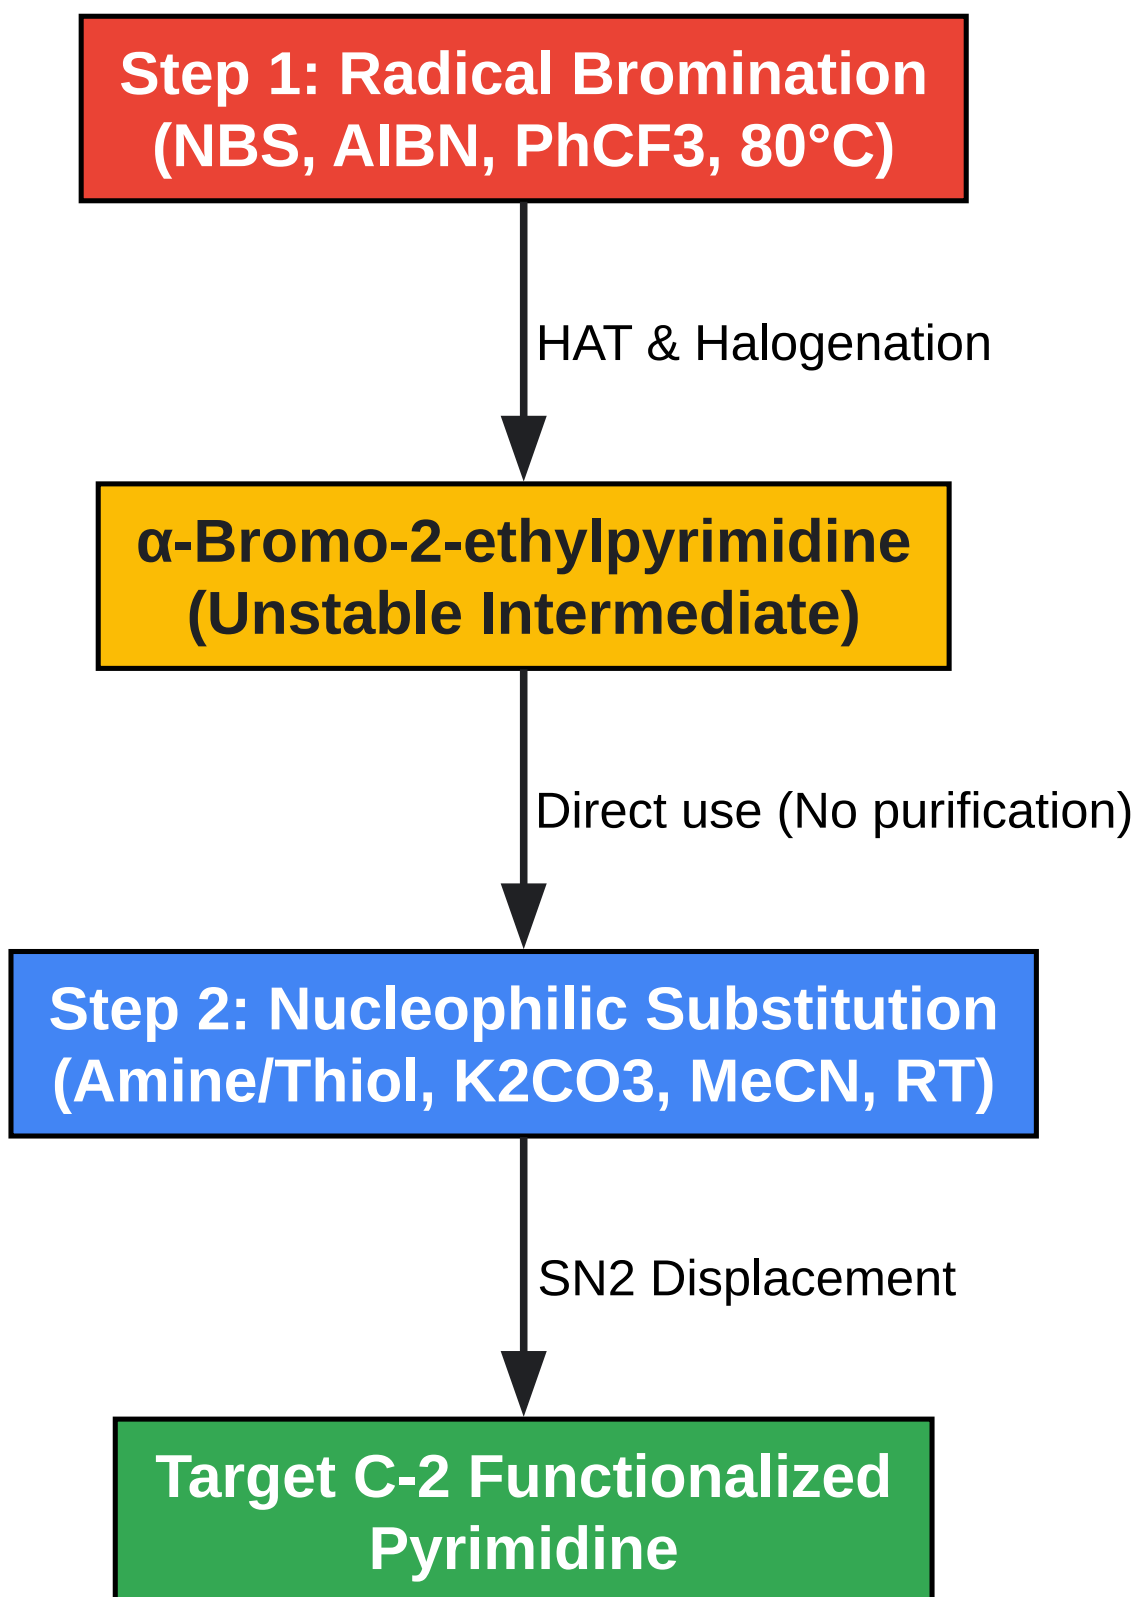 Step 1: Radical Bromination
(NBS, AIBN, PhCF3, 80°C)
HAT & Halogenation
α-Bromo-2-ethylpyrimidine
(Unstable Intermediate)
Direct use (No purification)
Step 2: Nucleophilic Substitution
(Amine/Thiol, K2CO3, MeCN, RT)
SN2 Displacement
Target C-2 Functionalized
Pyrimidine